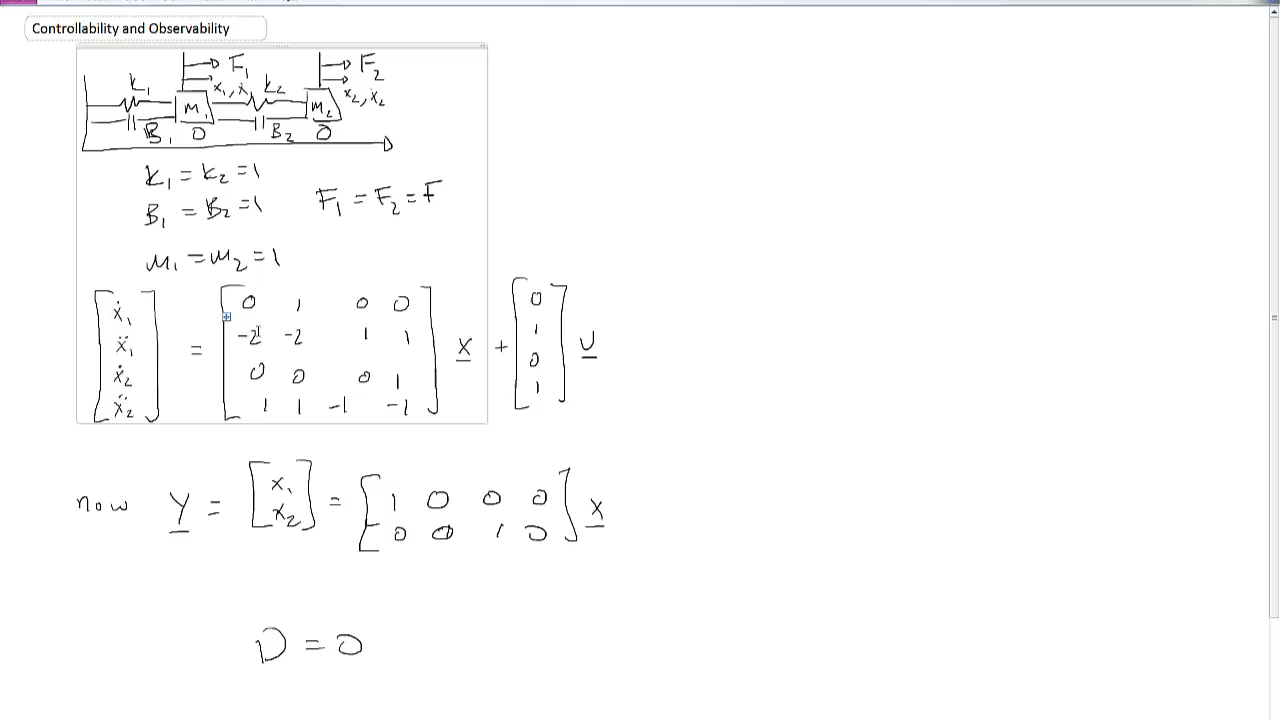 Controllability and Observability
F₁ F₂
k₁ ẋ₁, ẋ₁ k₂ x₂, ẋ₂
m₁ m₂
B₁ 0 B₂ 0
k₁ = k₂ = 1
B₁ = B₂ = 1 F₁ = F₂ = F
m₁ = m₂ = 1
ẋ₁ 0 1 0 0 0
ẍ₁ -2 -2 1 1 1
= x + u
ẋ₂ 0 0 0 1 0
ẍ₂ 1 1 -1 -1 1
now Y = [x₁ x₂] = [1 0 0 0
0 0 1 0] x
D = 0